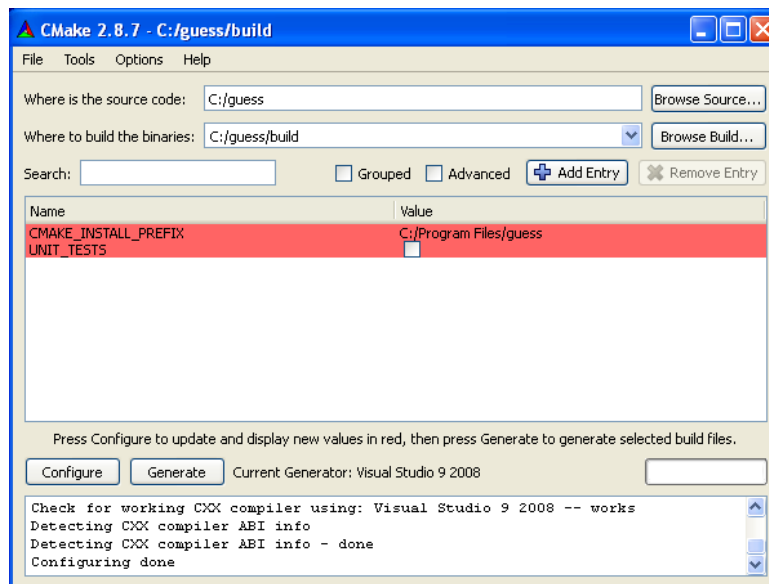 CMake 2.8.7 - C:/guess/build
File Tools Options Help
Where is the source code: C:/guess Browse Source...
Where to build the binaries: C:/guess/build Browse Build...
Search: Grouped Advanced Add Entry Remove Entry
Name Value
CMAKE_INSTALL_PREFIX C:/Program Files/guess
UNIT_TESTS
Press Configure to update and display new values in red, then press Generate to generate selected build files.
Configure Generate Current Generator: Visual Studio 9 2008
Check for working CXX compiler using: Visual Studio 9 2008 -- works
Detecting CXX compiler ABI info
Detecting CXX compiler ABI info - done
Configuring done